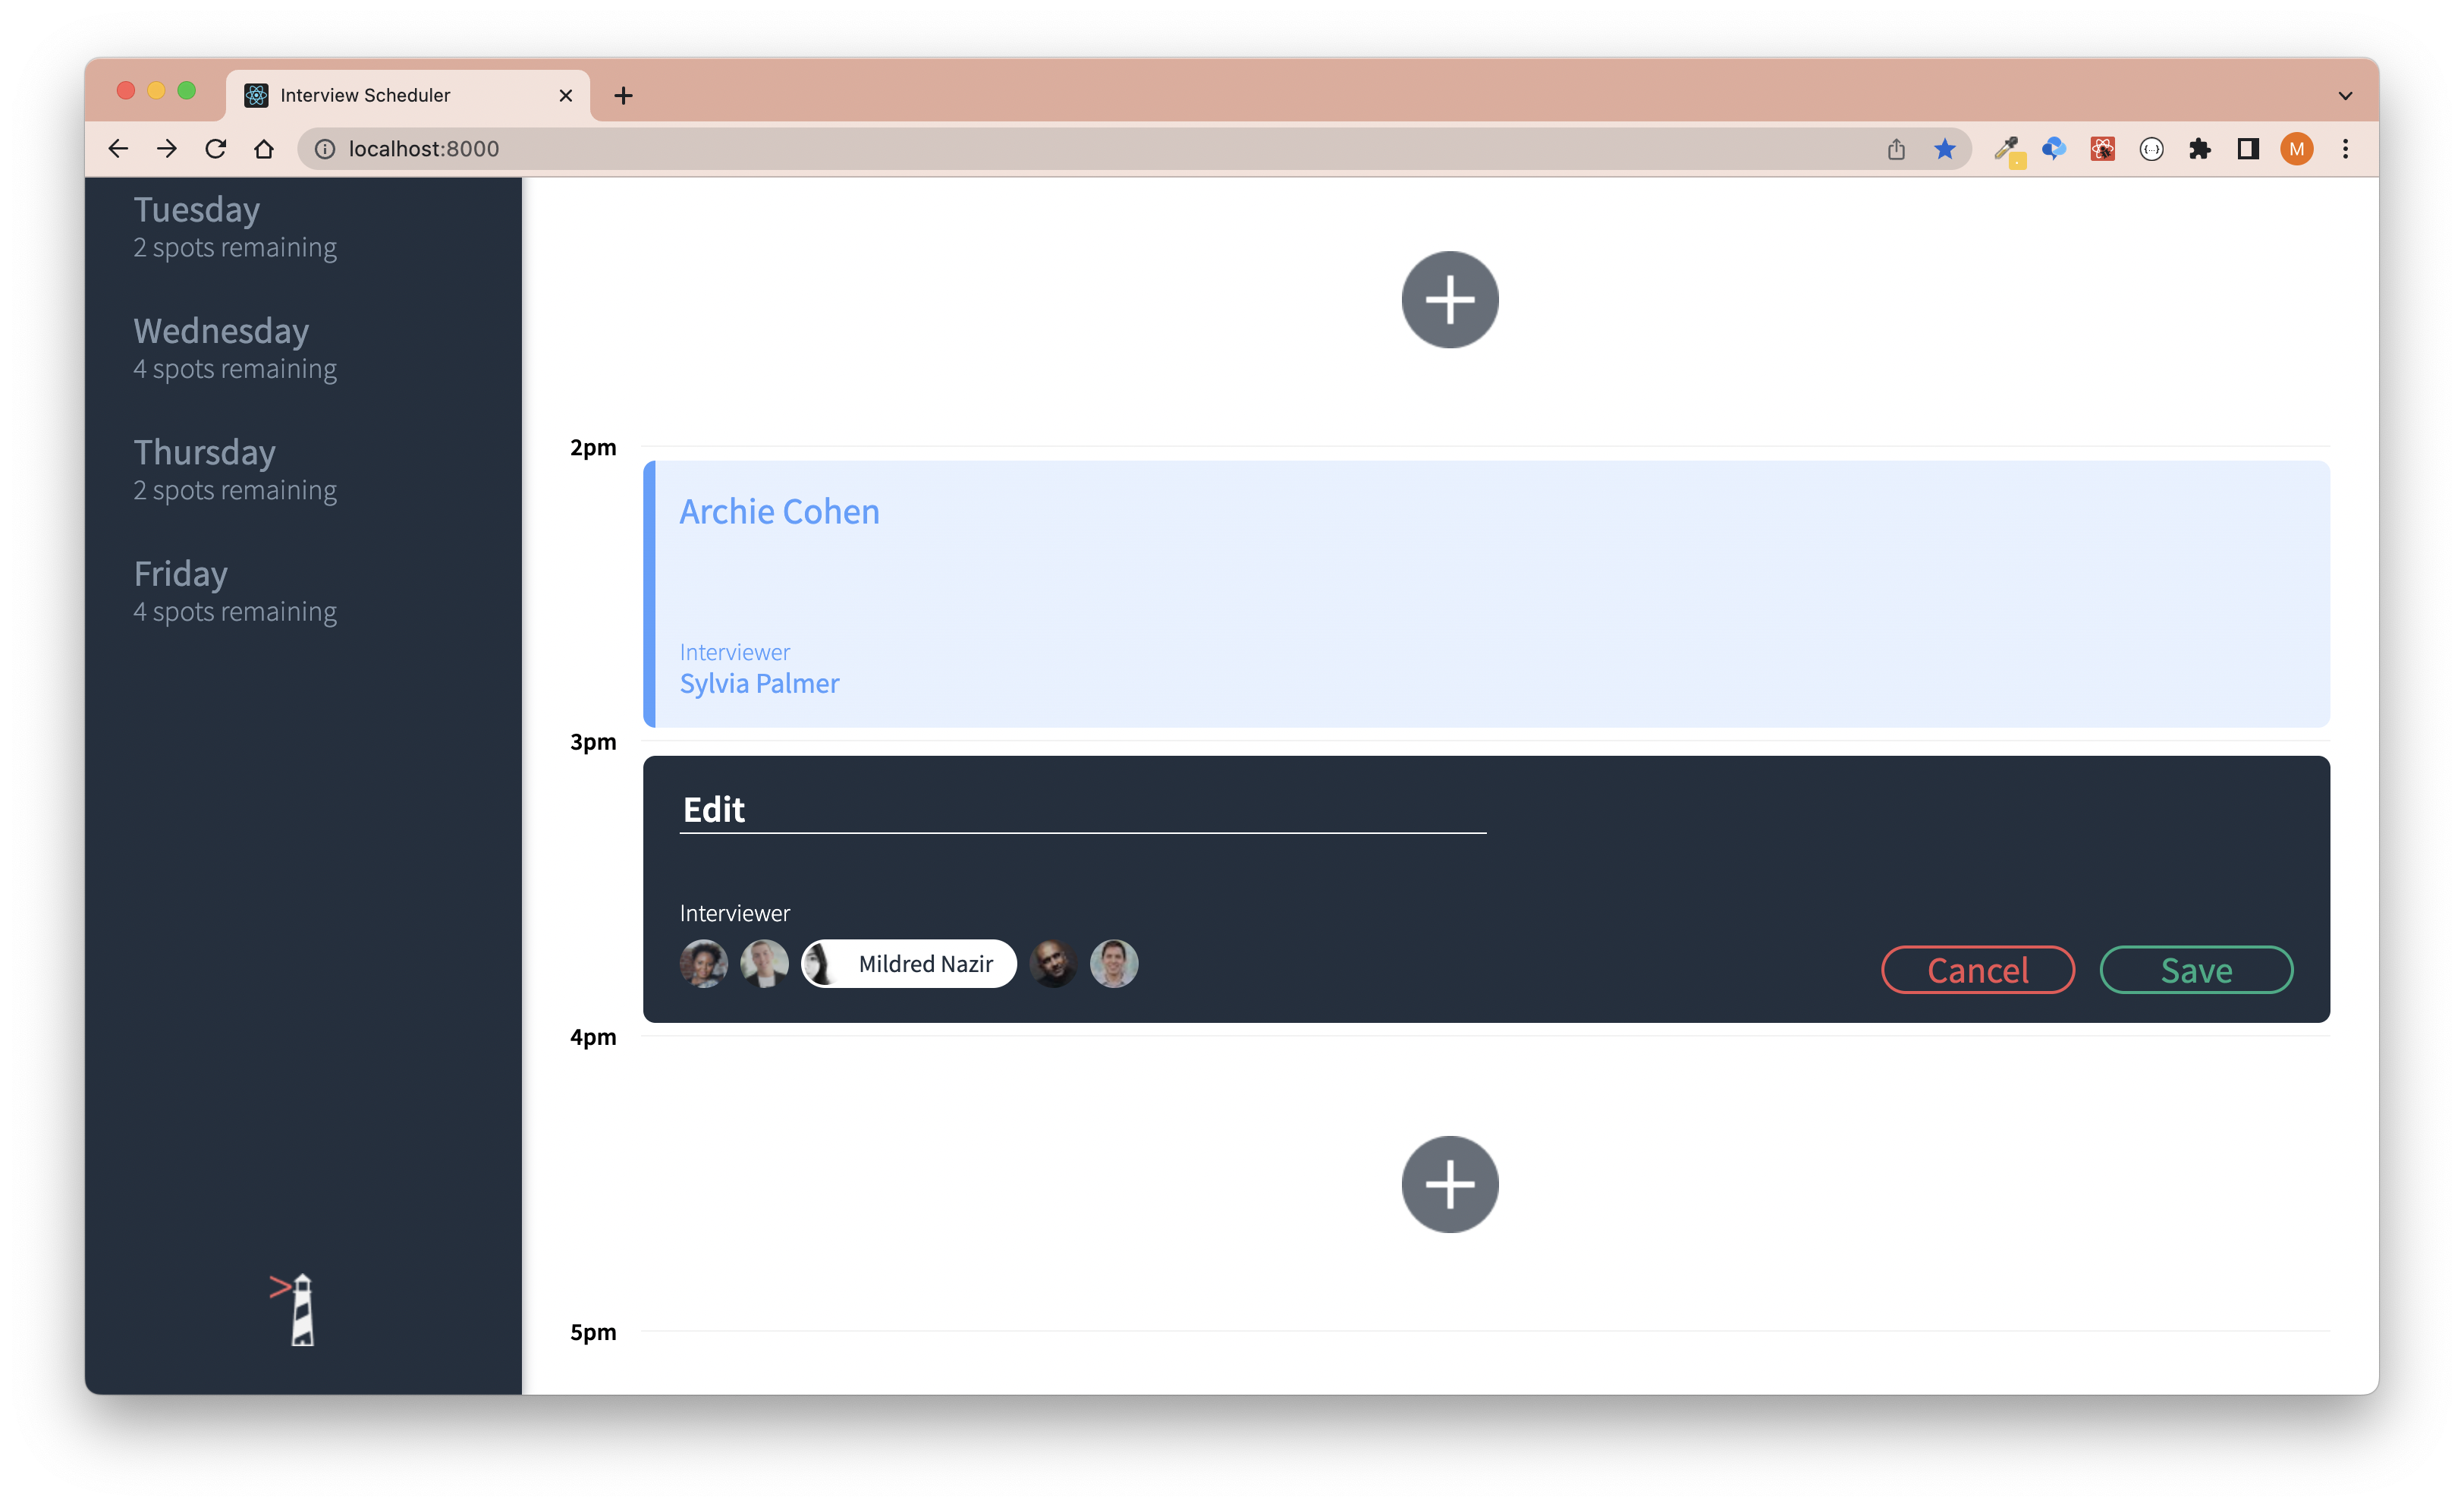 Interview Scheduler
localhost:8000
M
Tuesday
2 spots remaining
Wednesday
4 spots remaining
Thursday
2 spots remaining
Friday
4 spots remaining
2pm
Archie Cohen
Interviewer
Sylvia Palmer
3pm
Edit
Interviewer
Mildred Nazir
Cancel
Save
4pm
5pm